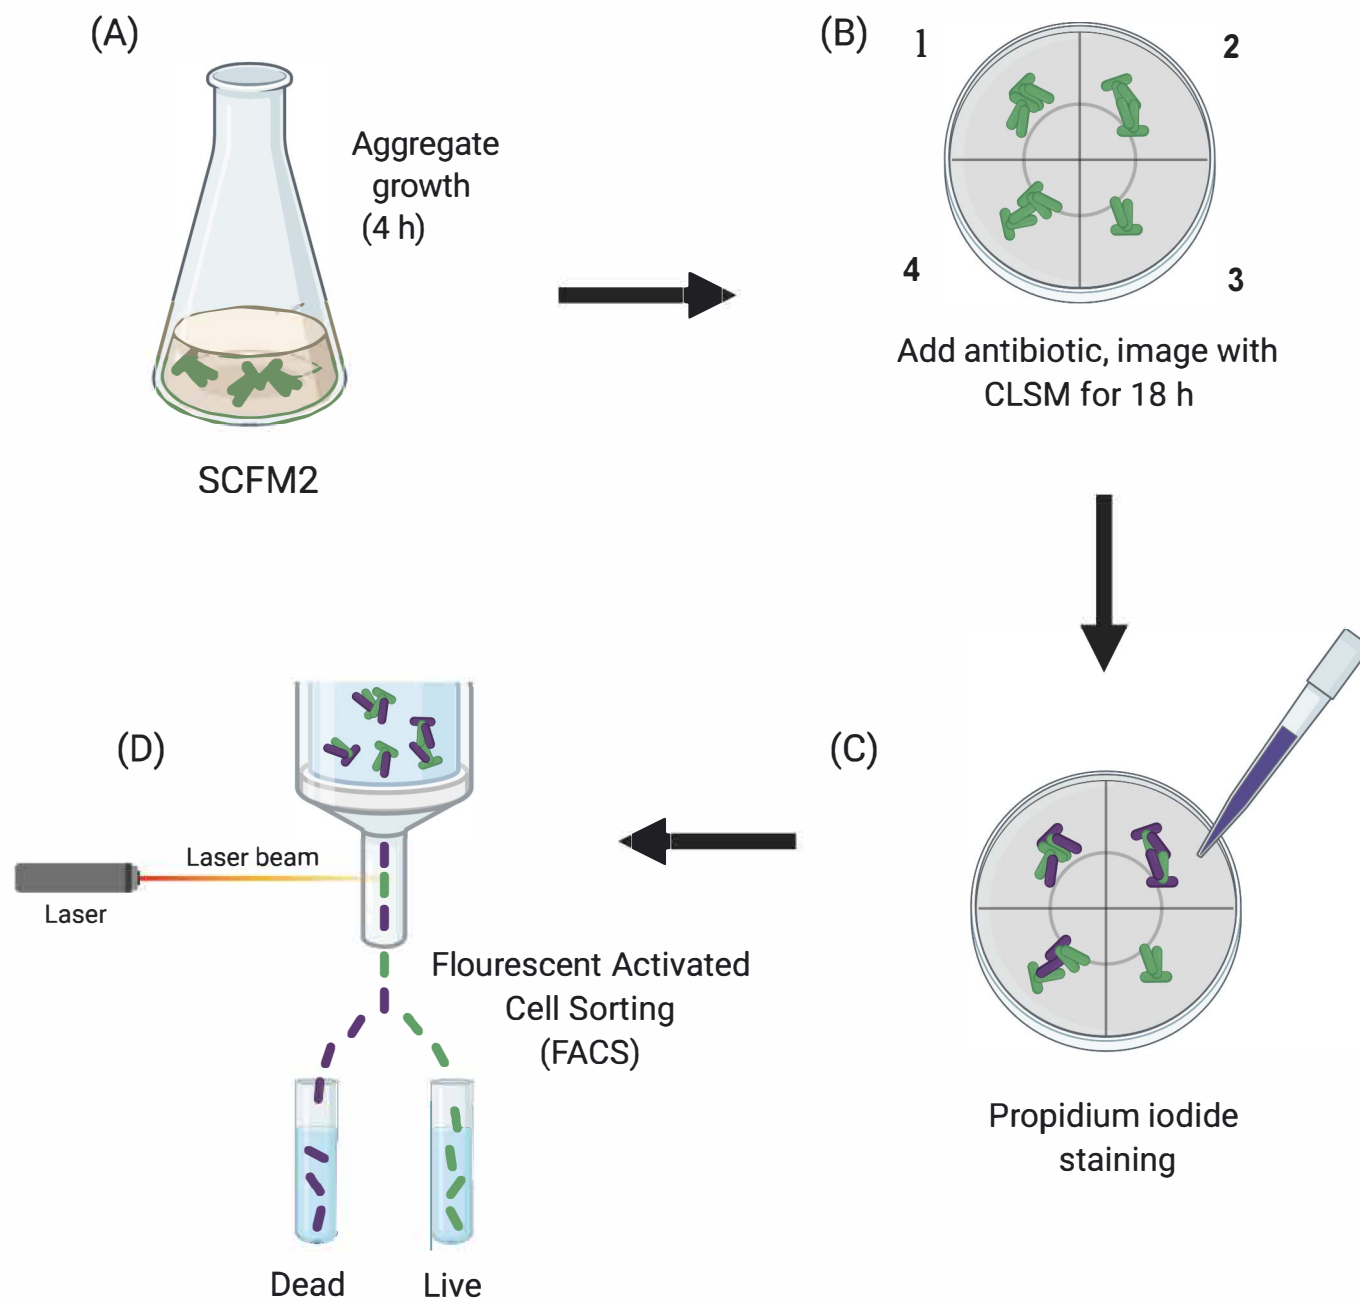 (A)
Aggregate
growth
(4 h)
SCFM2
(B)
1
2
4
3
Add antibiotic, image with
CLSM for 18 h
(C)
Propidium iodide
staining
(D)
Laser beam
Laser
Flourescent Activated
Cell Sorting
(FACS)
Dead
Live